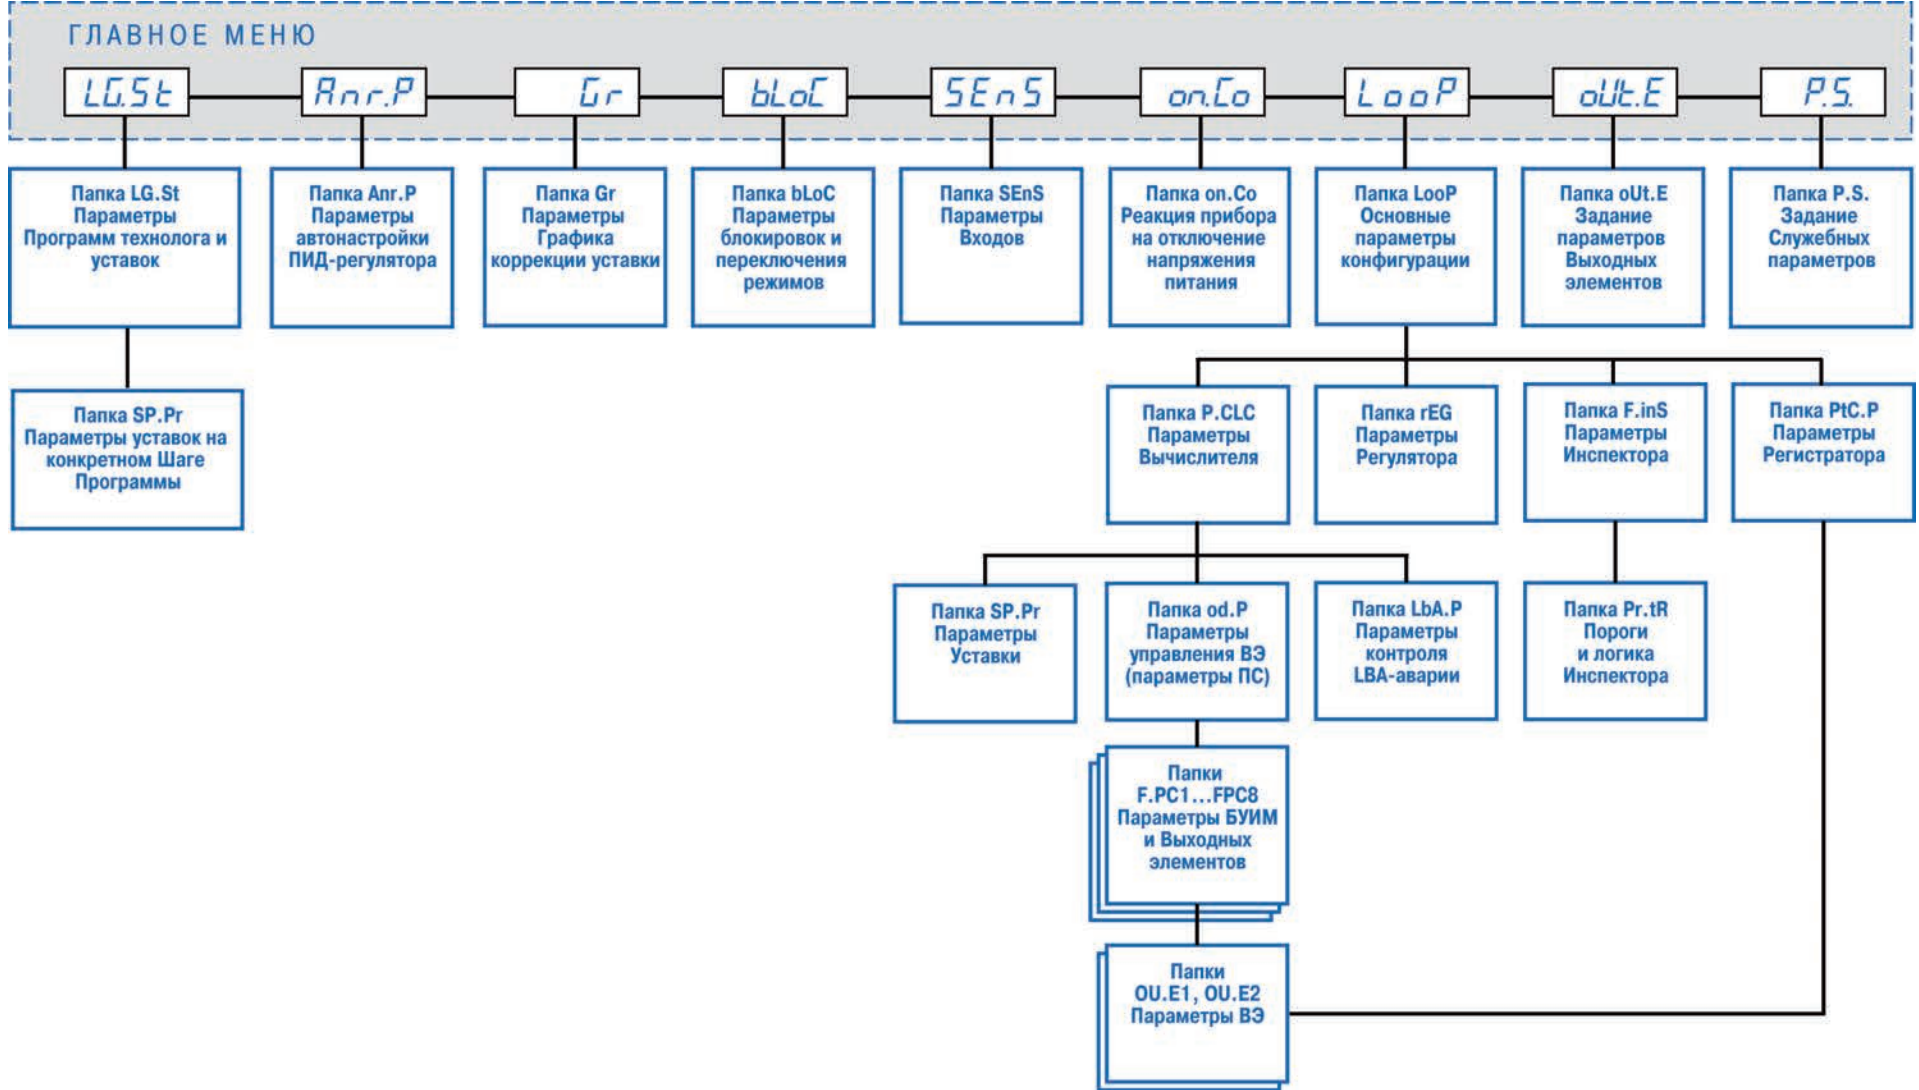 ГЛАВНОЕ МЕНЮ
LG.St
Anr.P
Gr
bLoC
SEnS
on.Co
LooP
oUt.E
P.S.
Папка LG.St
Параметры
Программ технолога и
уставок
Папка Anr.P
Параметры
автонастройки
ПИД-регулятора
Папка Gr
Параметры
Графика
коррекции уставки
Папка bLoC
Параметры
блокировок и
переключения
режимов
Папка SEnS
Параметры
Входов
Папка on.Co
Реакция прибора
на отключение
напряжения
питания
Папка LooP
Основные
параметры
конфигурации
Папка oUt.E
Задание
параметров
Выходных
элементов
Папка P.S.
Задание
Служебных
параметров
Папка SP.Pr
Параметры уставок на
конкретном Шаге
Программы
Папка P.CLC
Параметры
Вычислителя
Папка rEG
Параметры
Регулятора
Папка F.inS
Параметры
Инспектора
Папка PtC.P
Параметры
Регистратора
Папка SP.Pr
Параметры
Уставки
Папка od.P
Параметры
управления ВЭ
(параметры ПС)
Папка LbA.P
Параметры
контроля
LBA-аварии
Папка Pr.tR
Пороги
и логика
Инспектора
Папки
F.PC1...FPC8
Параметры БУИМ
и Выходных
элементов
Папки
OU.E1, OU.E2
Параметры ВЭ